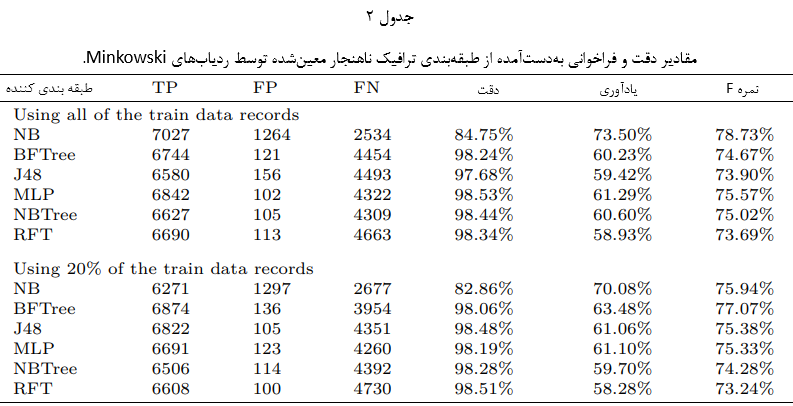 جدول ۲
مقادیر دقت و فراخوانی به‌دست‌آمده از طبقه‌بندی ترافیک ناهنجار معین‌شده توسط ردیاب‌های Minkowski.
طبقه بندی کننده TP FP FN دقت یادآوری نمره F
Using all of the train data records
NB 7027 1264 2534 84.75% 73.50% 78.73%
BFTree 6744 121 4454 98.24% 60.23% 74.67%
J48 6580 156 4493 97.68% 59.42% 73.90%
MLP 6842 102 4322 98.53% 61.29% 75.57%
NBTree 6627 105 4309 98.44% 60.60% 75.02%
RFT 6690 113 4663 98.34% 58.93% 73.69%
Using 20% of the train data records
NB 6271 1297 2677 82.86% 70.08% 75.94%
BFTree 6874 136 3954 98.06% 63.48% 77.07%
J48 6822 105 4351 98.48% 61.06% 75.38%
MLP 6691 123 4260 98.19% 61.10% 75.33%
NBTree 6506 114 4392 98.28% 59.70% 74.28%
RFT 6608 100 4730 98.51% 58.28% 73.24%